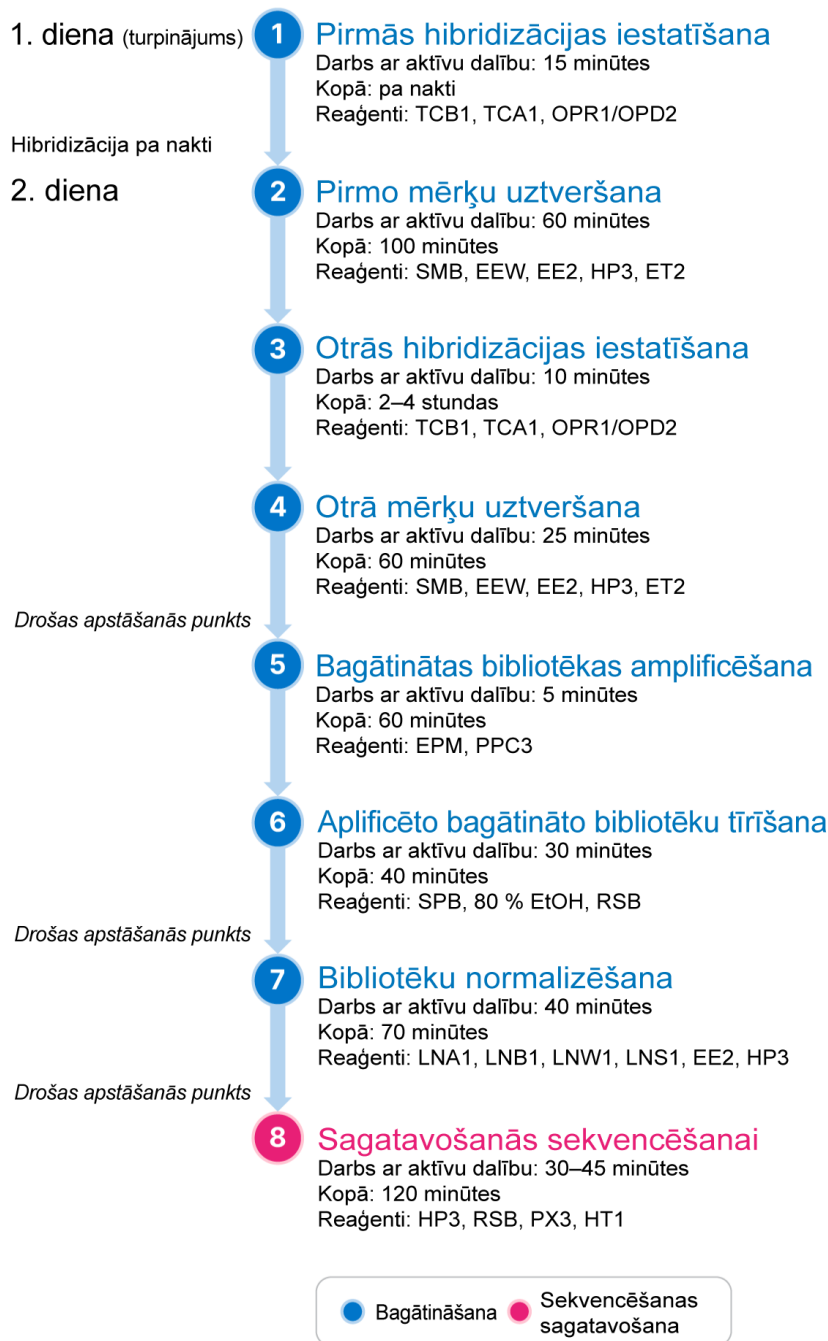 1. diena (turpinājums)
1
Pirmās hibridizācijas iestatīšana
Darbs ar aktīvu dalību: 15 minūtes
Kopā: pa nakti
Reaģenti: TCB1, TCA1, OPR1/OPD2
Hibridizācija pa nakti
2. diena
2
Pirmo mērķu uztveršana
Darbs ar aktīvu dalību: 60 minūtes
Kopā: 100 minūtes
Reaģenti: SMB, EEW, EE2, HP3, ET2
3
Otrās hibridizācijas iestatīšana
Darbs ar aktīvu dalību: 10 minūtes
Kopā: 2–4 stundas
Reaģenti: TCB1, TCA1, OPR1/OPD2
4
Otrā mērķu uztveršana
Darbs ar aktīvu dalību: 25 minūtes
Kopā: 60 minūtes
Reaģenti: SMB, EEW, EE2, HP3, ET2
Drošas apstāšanās punkts
5
Bagātinātas bibliotēkas amplificēšana
Darbs ar aktīvu dalību: 5 minūtes
Kopā: 60 minūtes
Reaģenti: EPM, PPC3
6
Aplificēto bagātināto bibliotēku tīrīšana
Darbs ar aktīvu dalību: 30 minūtes
Kopā: 40 minūtes
Reaģenti: SPB, 80 % EtOH, RSB
Drošas apstāšanās punkts
7
Bibliotēku normalizēšana
Darbs ar aktīvu dalību: 40 minūtes
Kopā: 70 minūtes
Reaģenti: LNA1, LNB1, LNW1, LNS1, EE2, HP3
Drošas apstāšanās punkts
8
Sagatavošanās sekvencēšanai
Darbs ar aktīvu dalību: 30–45 minūtes
Kopā: 120 minūtes
Reaģenti: HP3, RSB, PX3, HT1
Bagātināšana
Sekvencēšanas
sagatavošana